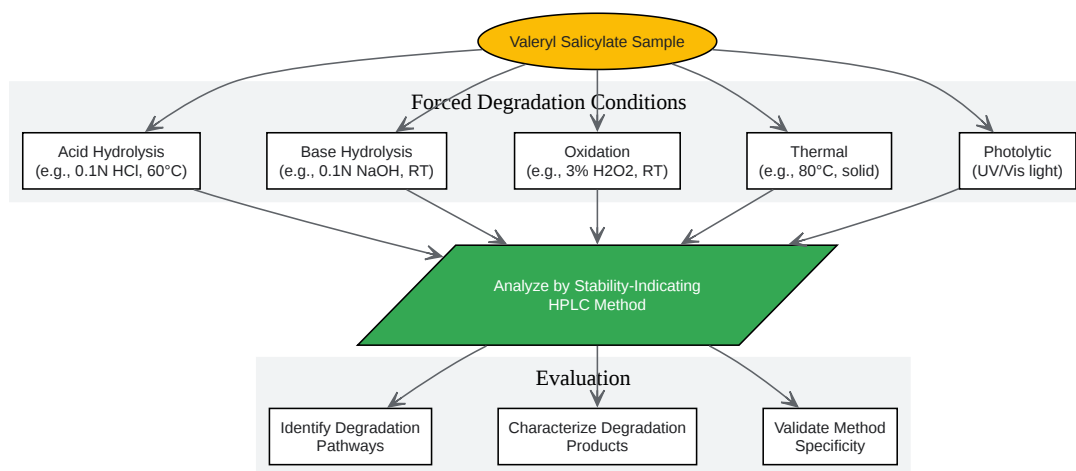 Valeryl Salicylate Sample
Forced Degradation Conditions
Acid Hydrolysis
(e.g., 0.1N HCl, 60°C)
Base Hydrolysis
(e.g., 0.1N NaOH, RT)
Oxidation
(e.g., 3% H2O2, RT)
Thermal
(e.g., 80°C, solid)
Photolytic
(UV/Vis light)
Analyze by Stability-Indicating
HPLC Method
Evaluation
Identify Degradation
Pathways
Characterize Degradation
Products
Validate Method
Specificity